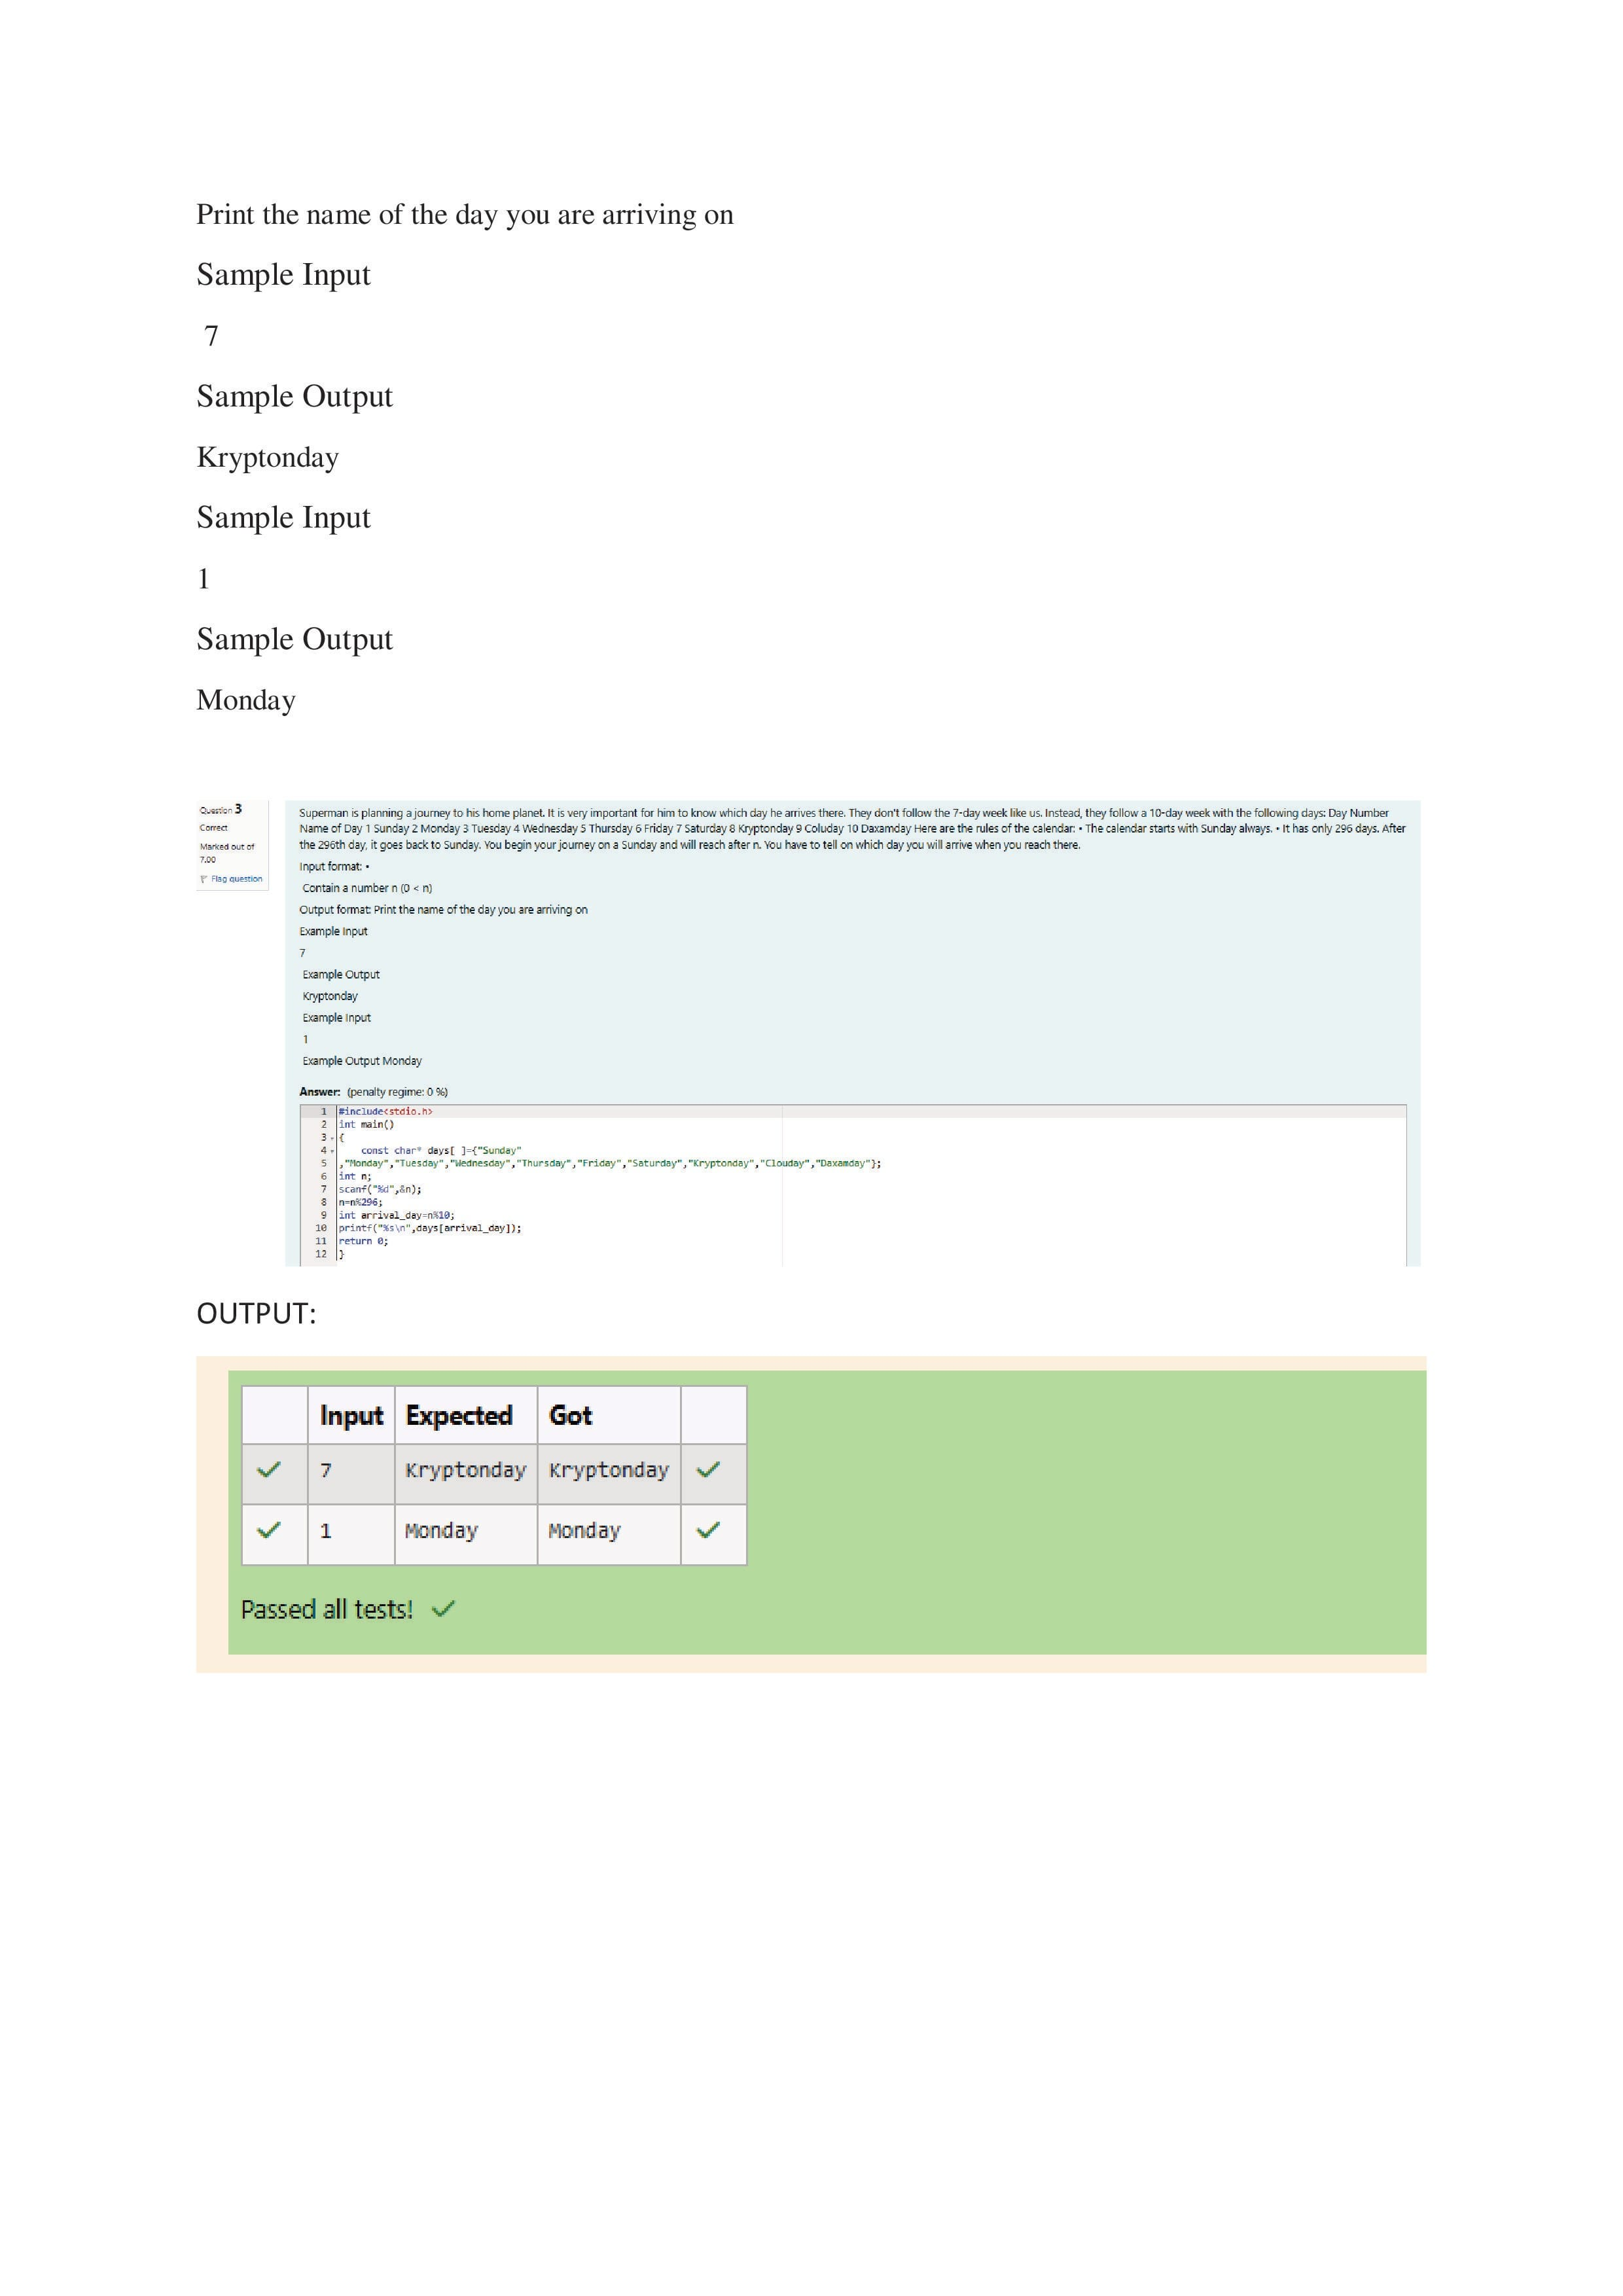 Print the name of the day you are arriving on
Sample Input
7
Sample Output
Kryptonday
Sample Input
1
Sample Output
Monday
Question 3
Correct
Marked out of
7.00
Flag question
Superman is planning a journey to his home planet. It is very important for him to know which day he arrives there. They don't follow the 7-day week like us. Instead, they follow a 10-day week with the following days: Day Number
Name of Day 1 Sunday 2 Monday 3 Tuesday 4 Wednesday 5 Thursday 6 Friday 7 Saturday 8 Kryptonday 9 Coluday 10 Daxamday Here are the rules of the calendar: • The calendar starts with Sunday always. • It has only 296 days. After
the 296th day, it goes back to Sunday. You begin your journey on a Sunday and will reach after n. You have to tell on which day you will arrive when you reach there.
Input format: •
Contain a number n (0 < n)
Output format: Print the name of the day you are arriving on
Example Input
7
Example Output
Kryptonday
Example Input
1
Example Output Monday
Answer: (penalty regime: 0 %)
1 #include<stdio.h>
2 int main()
3 {
4 const char* days[ ]={"Sunday"
5 ,"Monday","Tuesday","Wednesday","Thursday","Friday","Saturday","Kryptonday","Clouday","Daxamday"};
6 int n;
7 scanf("%d",&n);
8 n=n%296;
9 int arrival_day=n%10;
10 printf("%s\n",days[arrival_day]);
11 return 0;
12 }
OUTPUT:
Input Expected Got
7 Kryptonday Kryptonday
1 Monday Monday
Passed all tests!